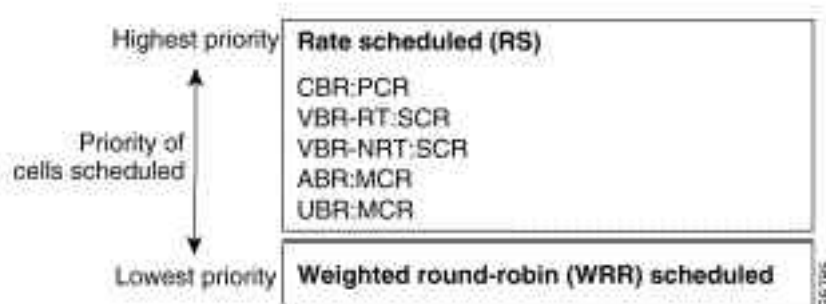 Highest priority
Rate scheduled (RS)
CBR:PCR
VBR-RT:SCR
VBR-NRT:SCR
ABR:MCR
UBR:MCR
Priority of
cells scheduled
Lowest priority
Weighted round-robin (WRR) scheduled